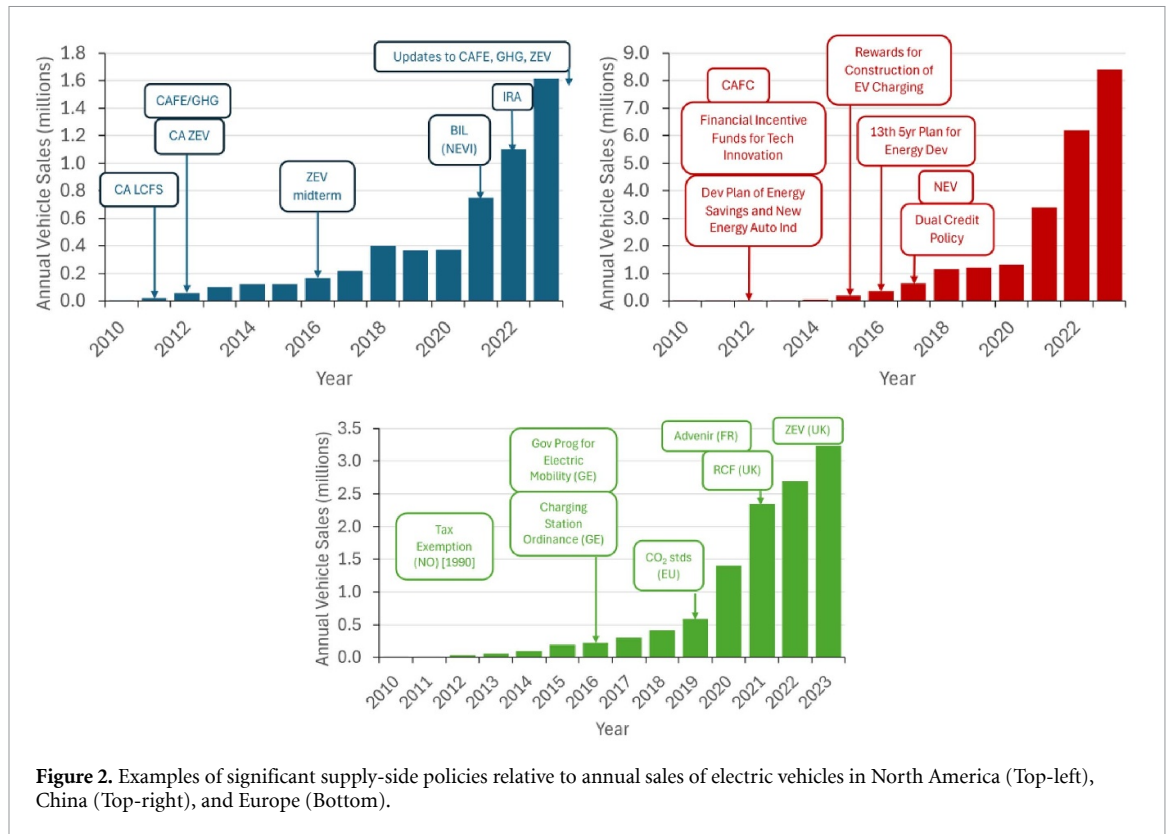 Annual Vehicle Sales (millions)
1.8
1.6
1.4
1.2
1.0
0.8
0.6
0.4
0.2
0.0
Updates to CAFE, GHG, ZEV
CAFE/GHG
CA ZEV
CA LCFS
ZEV
midterm
BIL
(NEVI)
IRA
2010
2012
2014
2016
2018
2020
2022
Year
Annual Vehicle Sales (millions)
9.0
8.0
7.0
6.0
5.0
4.0
3.0
2.0
1.0
0.0
CAFC
Financial Incentive
Funds for Tech
Innovation
Dev Plan of Energy
Savings and New
Energy Auto Ind
Rewards for
Construction of
EV Charging
13th 5yr Plan for
Energy Dev
NEV
Dual Credit
Policy
2010
2012
2014
2016
2018
2020
2022
Year
Annual Vehicle Sales (millions)
3.5
3.0
2.5
2.0
1.5
1.0
0.5
0.0
Tax
Exemption
(NO) [1990]
Gov Prog for
Electric
Mobility (GE)
Charging
Station
Ordinance (GE)
CO₂ stds
(EU)
Advenir (FR)
RCF (UK)
ZEV (UK)
2010
2011
2012
2013
2014
2015
2016
2017
2018
2019
2020
2021
2022
2023
Year
Figure 2. Examples of significant supply-side policies relative to annual sales of electric vehicles in North America (Top-left),
China (Top-right), and Europe (Bottom).